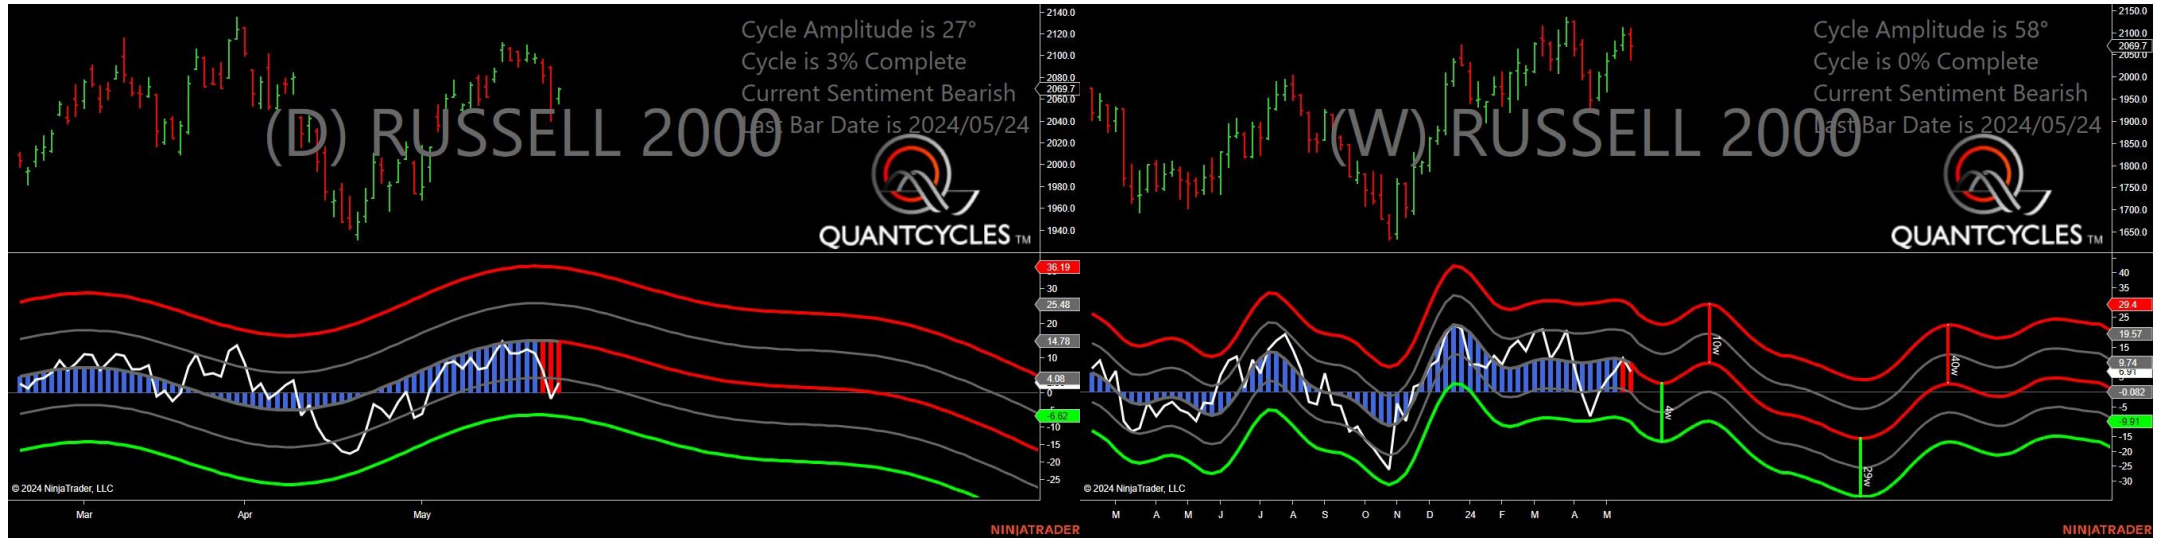 Cycle Amplitude is 27°
Cycle is 3% Complete
Current Sentiment Bearish
Last Bar Date is 2024/05/24
(D) RUSSELL 2000
QUANTCYCLES TM
2140.0
2120.0
2100.0
2080.0
2069.7
2060.0
2040.0
2020.0
2000.0
1980.0
1960.0
1940.0
36.19
30
25.48
20
14.78
10
4.08
0
-6.62
-10
-15
-20
-25
© 2024 NinjaTrader, LLC
Mar Apr May
NINJATRADER
Cycle Amplitude is 58°
Cycle is 0% Complete
Current Sentiment Bearish
Last Bar Date is 2024/05/24
(W) RUSSELL 2000
QUANTCYCLES TM
2150.0
2100.0
2069.7
2050.0
2000.0
1950.0
1900.0
1850.0
1800.0
1750.0
1700.0
1650.0
40
35
29.4
25
19.57
15
9.74
-0.082
-5
-9.91
-15
-20
-25
-30
4w
10w
29w
40w
© 2024 NinjaTrader, LLC
M A M J J A S O N D 24 F M A M
NINJATRADER